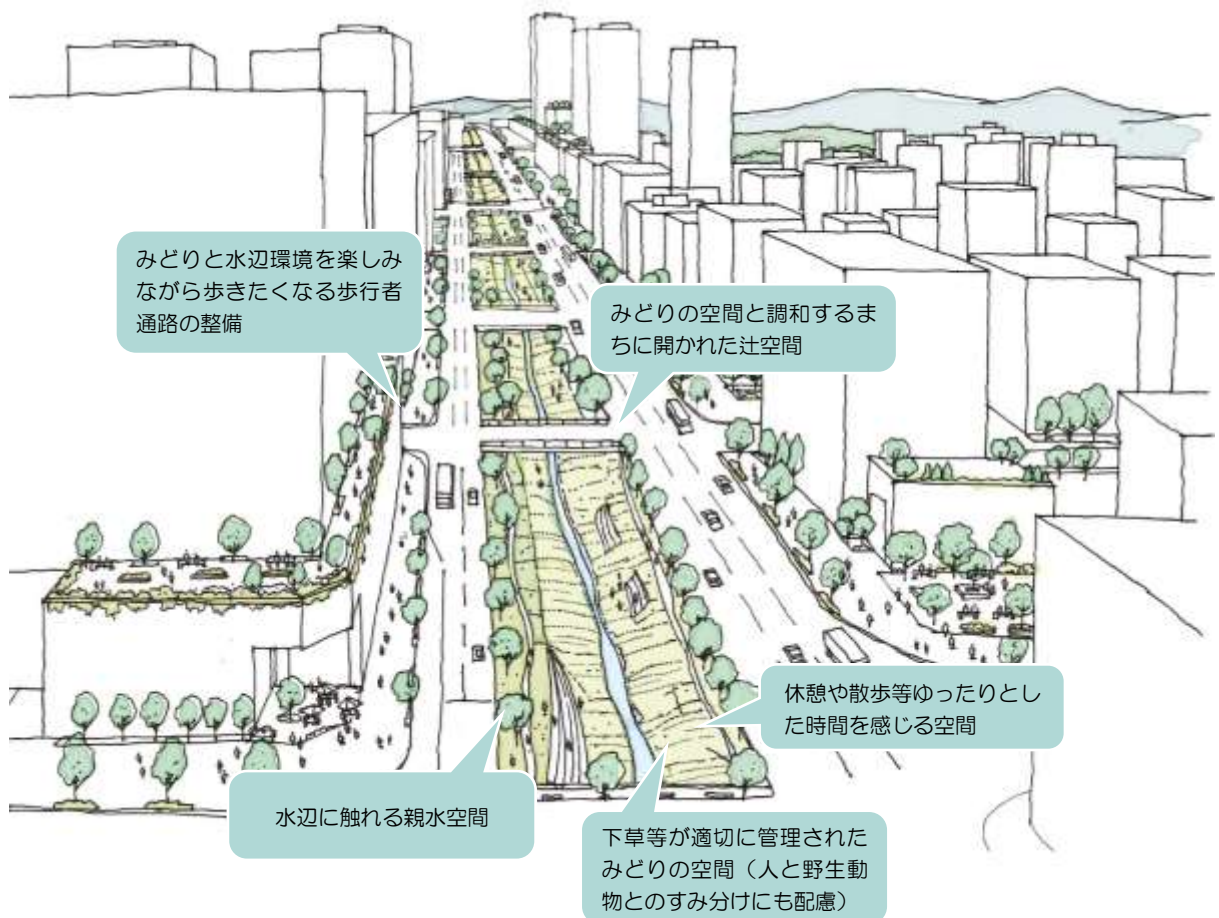 みどりと水辺環境を楽しみ
ながら歩きたくなる歩行者
通路の整備
みどりの空間と調和するま
ちに開かれた辻空間
休憩や散歩等ゆったりとし
た時間を感じる空間
水辺に触れる親水空間
下草等が適切に管理された
みどりの空間（人と野生動
物とのすみ分けにも配慮）